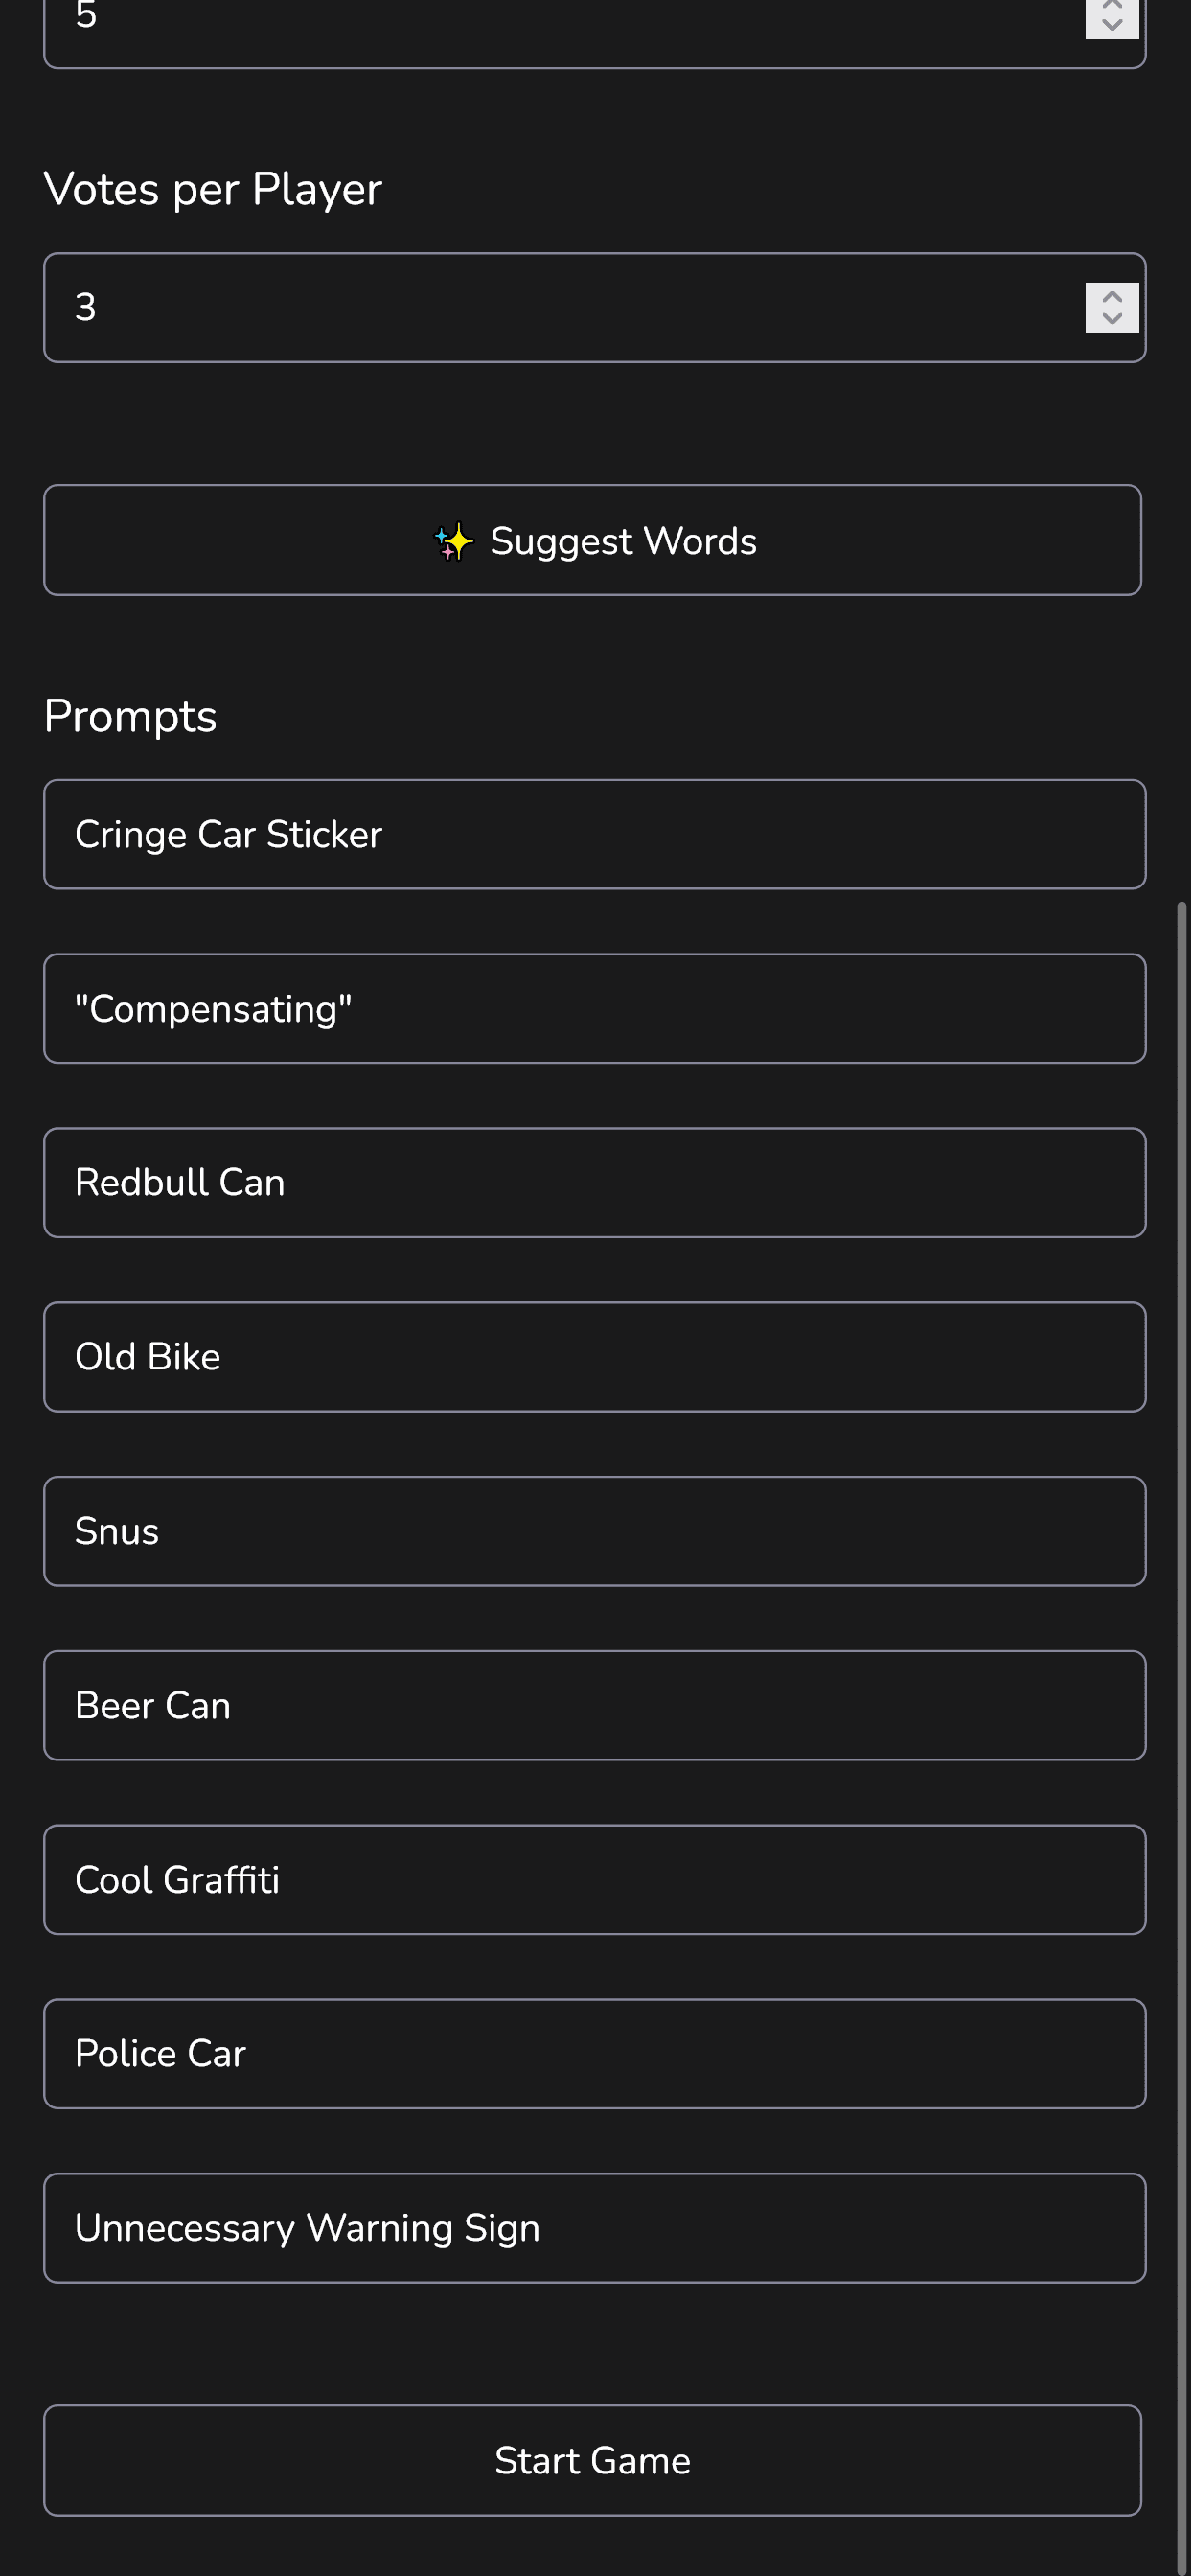 5
Votes per Player
3
✨ Suggest Words
Prompts
Cringe Car Sticker
"Compensating"
Redbull Can
Old Bike
Snus
Beer Can
Cool Graffiti
Police Car
Unnecessary Warning Sign
Start Game